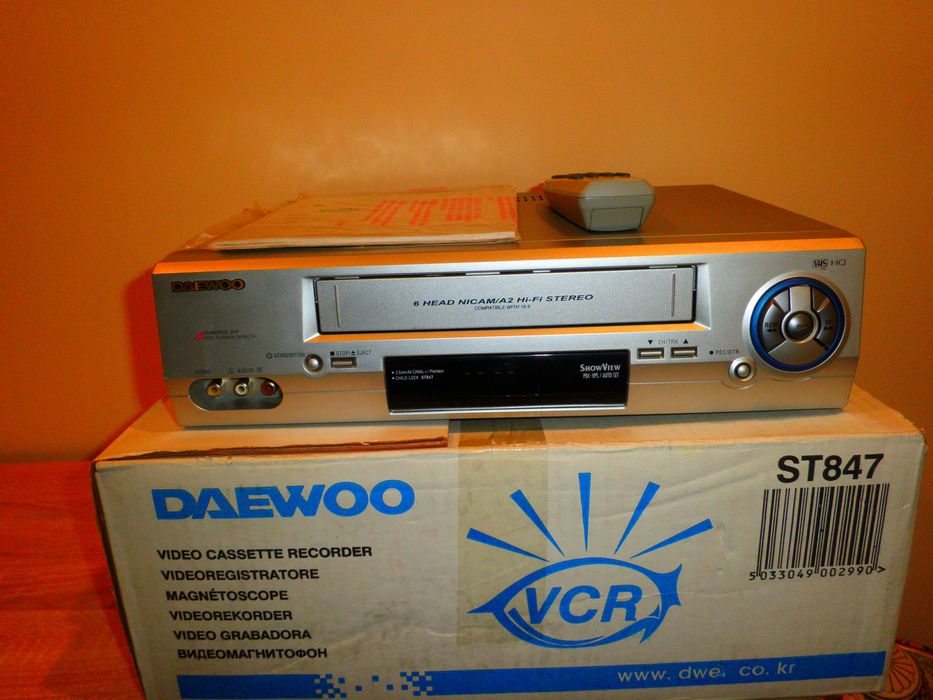 DAEWOO
VHS HQ
6 HEAD NICAM/A2 Hi-Fi STEREO
COMPATIBLE WITH 16:9
STANDBY/ON
STOP/EJECT
CH/TRK
REC/OTR
REW
VIDEO
AUDIO
CHILD LOCK ST847
SHOWVIEW
PDC-VPS / AUTO SET
DAEWOO
ST847
VIDEO CASSETTE RECORDER
VIDEOREGISTRATORE
MAGNÉTOSCOPE
VIDEOREKORDER
VIDEO GRABADORA
ВИДЕОМАГНИТОФОН
VCR
5 033049 002990 >
www. dwe co. kr